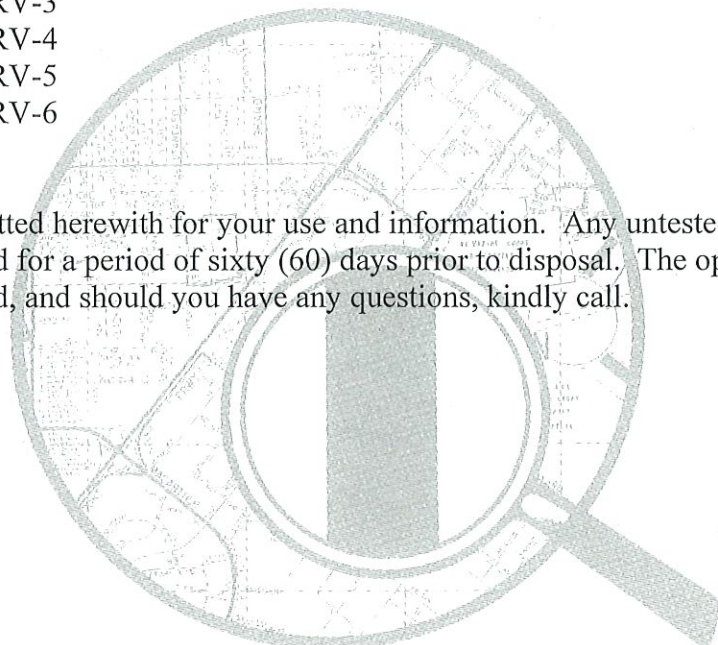 RV-3
RV-4
RV-5
RV-6
tted herewith for your use and information. Any unteste
d for a period of sixty (60) days prior to disposal. The op
d, and should you have any questions, kindly call.